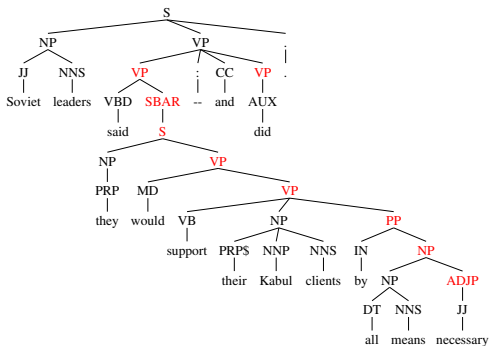 S
NP VP :
JJ NNS VP : CC VP .
Soviet leaders VBD SBAR -- and AUX
said S did
NP VP
PRP MD VP
they would VB NP PP
support PRP$ NNP NNS IN NP
their Kabul clients by NP ADJP
DT NNS JJ
all means necessary